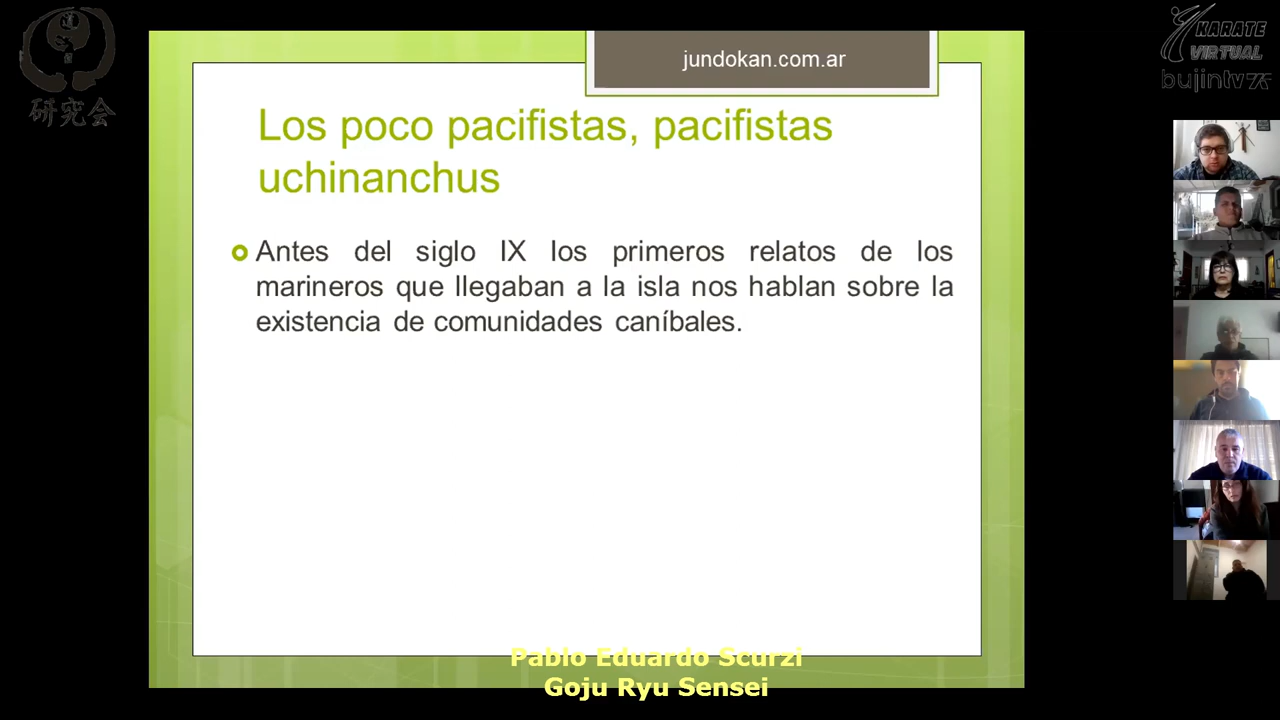 研究会
jundokan.com.ar
KARATE
VIRTUAL
bujintv
Los poco pacifistas, pacifistas
uchinanchus
Antes del siglo IX los primeros relatos de los
marineros que llegaban a la isla nos hablan sobre la
existencia de comunidades caníbales.
Pablo Eduardo Scurzi
Goju Ryu Sensei